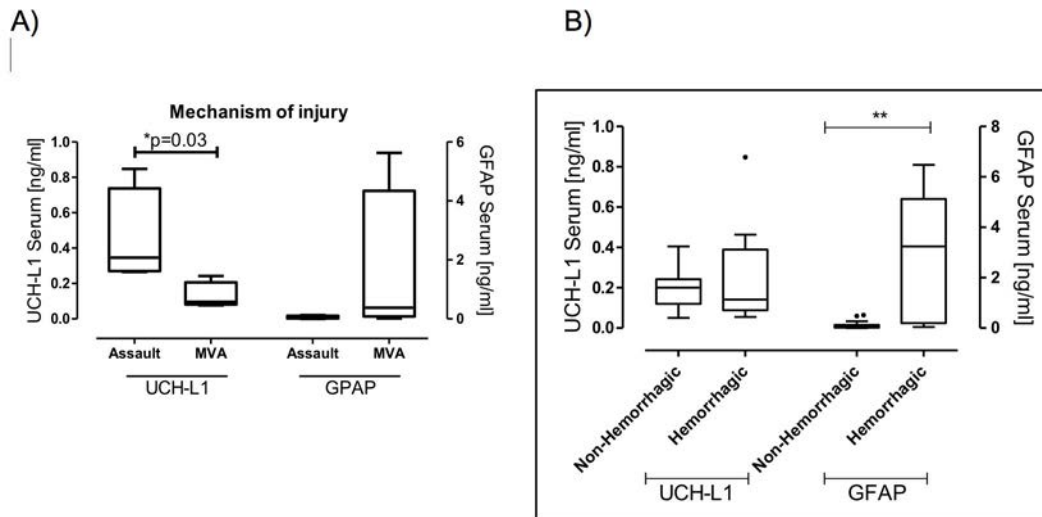 A)
Mechanism of injury
*p=0.03
UCH-L1 Serum [ng/ml]
1.0
0.8
0.6
0.4
0.2
0.0
6
4
2
0
GFAP Serum [ng/ml]
Assault
MVA
Assault
MVA
UCH-L1
GPAP
B)
**
UCH-L1 Serum [ng/ml]
1.0
0.8
0.6
0.4
0.2
0.0
8
6
4
2
0
GFAP Serum [ng/ml]
Non-Hemorrhagic
Hemorrhagic
Non-Hemorrhagic
Hemorrhagic
UCH-L1
GFAP